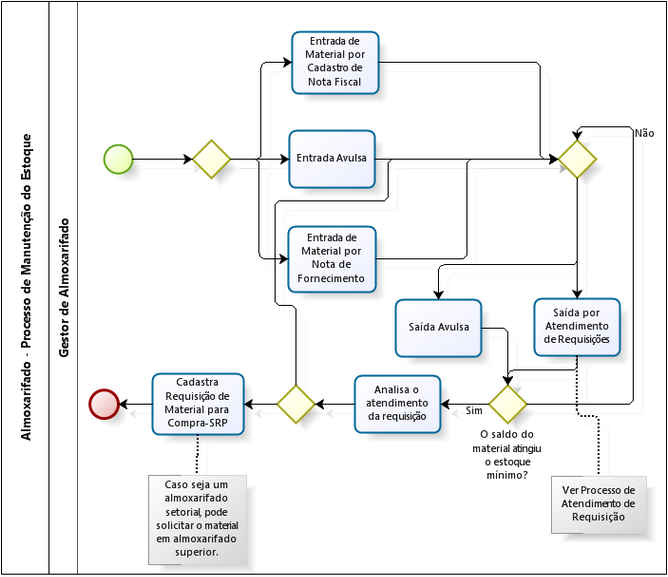 Almoxarifado - Processo de Manutenção do Estoque
Gestor de Almoxarifado
Entrada de
Material por
Cadastro de
Nota Fiscal
Entrada Avulsa
Não
Entrada de
Material por
Nota de
Fornecimento
Saída Avulsa
Saída por
Atendimento
de Requisições
Cadastra
Requisição de
Material para
Compra-SRP
Analisa o
atendimento
da requisição
Sim
O saldo do
material atingiu
o estoque
mínimo?
Caso seja um
almoxarifado
setorial, pode
solicitar o material
em almoxarifado
superior.
Ver Processo de
Atendimento de
Requisição